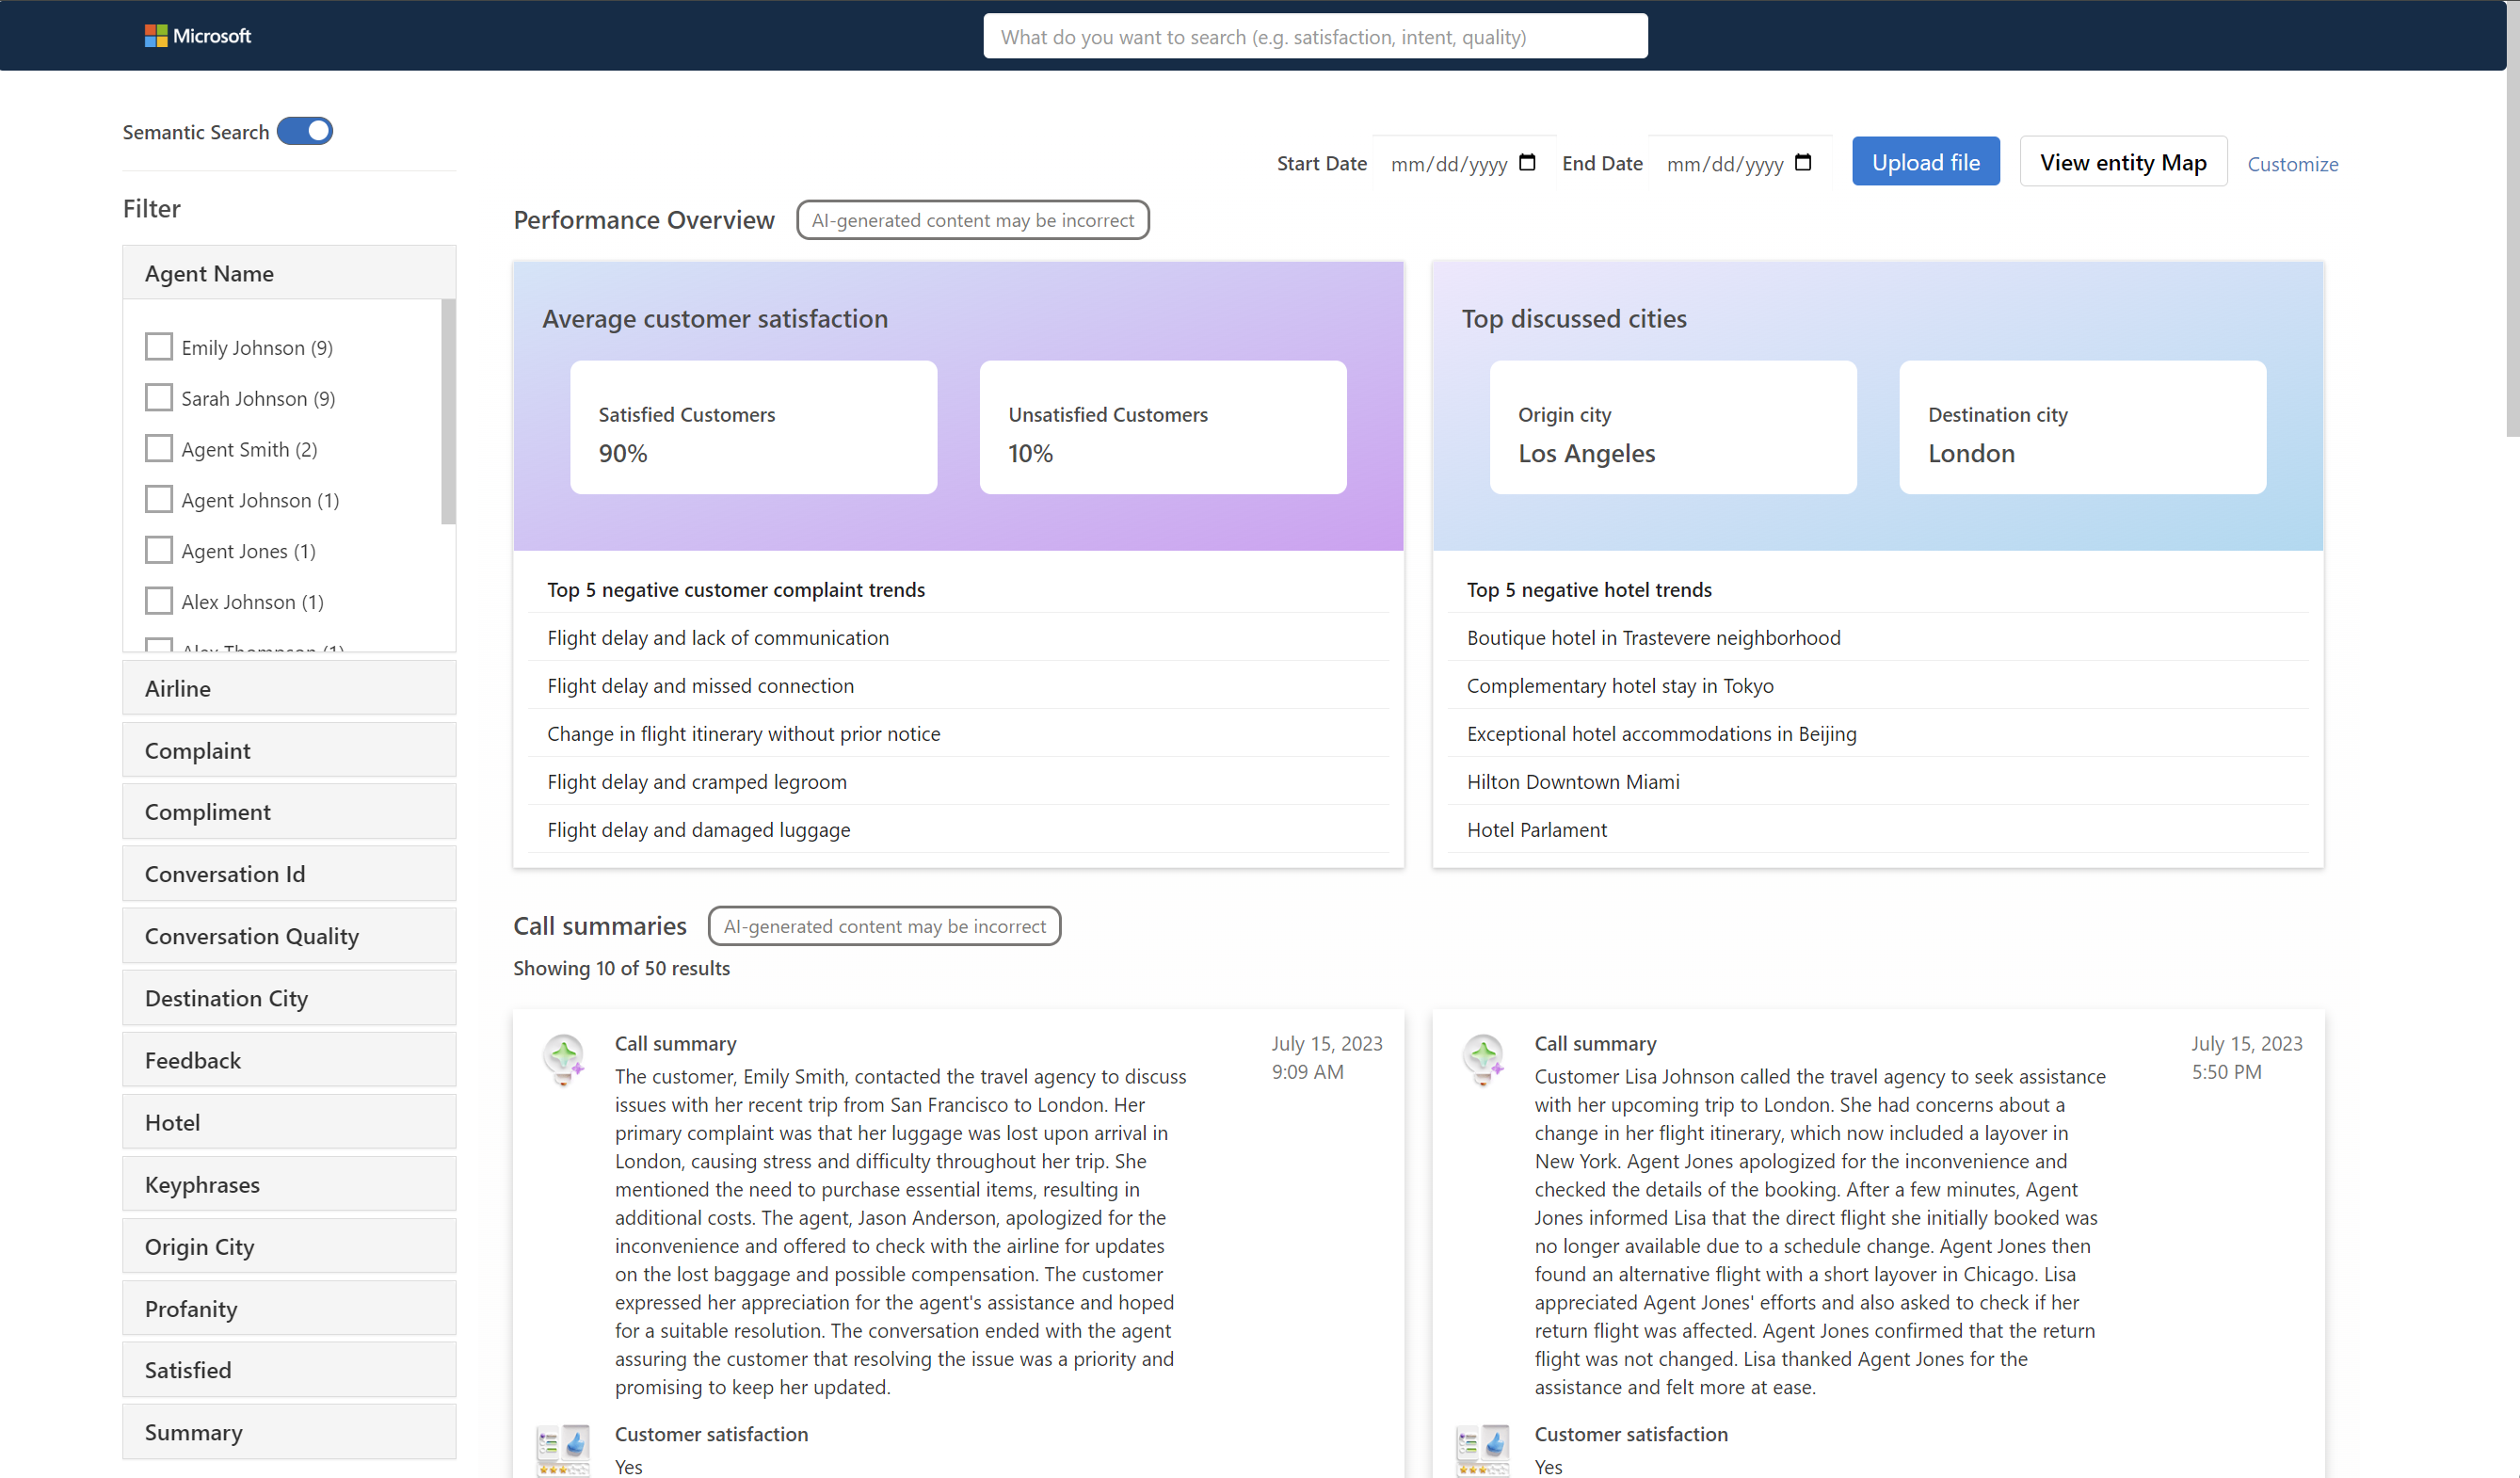 Microsoft
What do you want to search (e.g. satisfaction, intent, quality)
Semantic Search
Start Date mm/dd/yyyy End Date mm/dd/yyyy Upload file View entity Map Customize
Filter
Agent Name
Emily Johnson (9)
Sarah Johnson (9)
Agent Smith (2)
Agent Johnson (1)
Agent Jones (1)
Alex Johnson (1)
Alex Thompson (1)
Airline
Complaint
Compliment
Conversation Id
Conversation Quality
Destination City
Feedback
Hotel
Keyphrases
Origin City
Profanity
Satisfied
Summary
Performance Overview AI-generated content may be incorrect
Average customer satisfaction
Satisfied Customers
90%
Unsatisfied Customers
10%
Top 5 negative customer complaint trends
Flight delay and lack of communication
Flight delay and missed connection
Change in flight itinerary without prior notice
Flight delay and cramped legroom
Flight delay and damaged luggage
Top discussed cities
Origin city
Los Angeles
Destination city
London
Top 5 negative hotel trends
Boutique hotel in Trastevere neighborhood
Complementary hotel stay in Tokyo
Exceptional hotel accommodations in Beijing
Hilton Downtown Miami
Hotel Parlament
Call summaries AI-generated content may be incorrect
Showing 10 of 50 results
Call summary
July 15, 2023
9:09 AM
The customer, Emily Smith, contacted the travel agency to discuss
issues with her recent trip from San Francisco to London. Her
primary complaint was that her luggage was lost upon arrival in
London, causing stress and difficulty throughout her trip. She
mentioned the need to purchase essential items, resulting in
additional costs. The agent, Jason Anderson, apologized for the
inconvenience and offered to check with the airline for updates
on the lost baggage and possible compensation. The customer
expressed her appreciation for the agent's assistance and hoped
for a suitable resolution. The conversation ended with the agent
assuring the customer that resolving the issue was a priority and
promising to keep her updated.
Customer satisfaction
Yes
Call summary
July 15, 2023
5:50 PM
Customer Lisa Johnson called the travel agency to seek assistance
with her upcoming trip to London. She had concerns about a
change in her flight itinerary, which now included a layover in
New York. Agent Jones apologized for the inconvenience and
checked the details of the booking. After a few minutes, Agent
Jones informed Lisa that the direct flight she initially booked was
no longer available due to a schedule change. Agent Jones then
found an alternative flight with a short layover in Chicago. Lisa
appreciated Agent Jones' efforts and also asked to check if her
return flight was affected. Agent Jones confirmed that the return
flight was not changed. Lisa thanked Agent Jones for the
assistance and felt more at ease.
Customer satisfaction
Yes